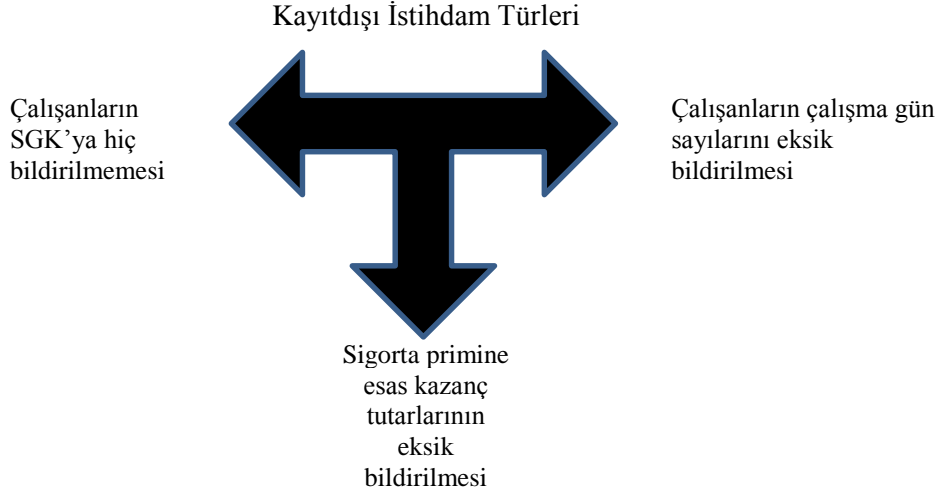 Kayıtdışı İstihdam Türleri
Çalışanların
SGK’ya hiç
bildirilmemesi
Çalışanların çalışma gün
sayılarını eksik
bildirilmesi
Sigorta primine
esas kazanç
tutarlarının
eksik
bildirilmesi